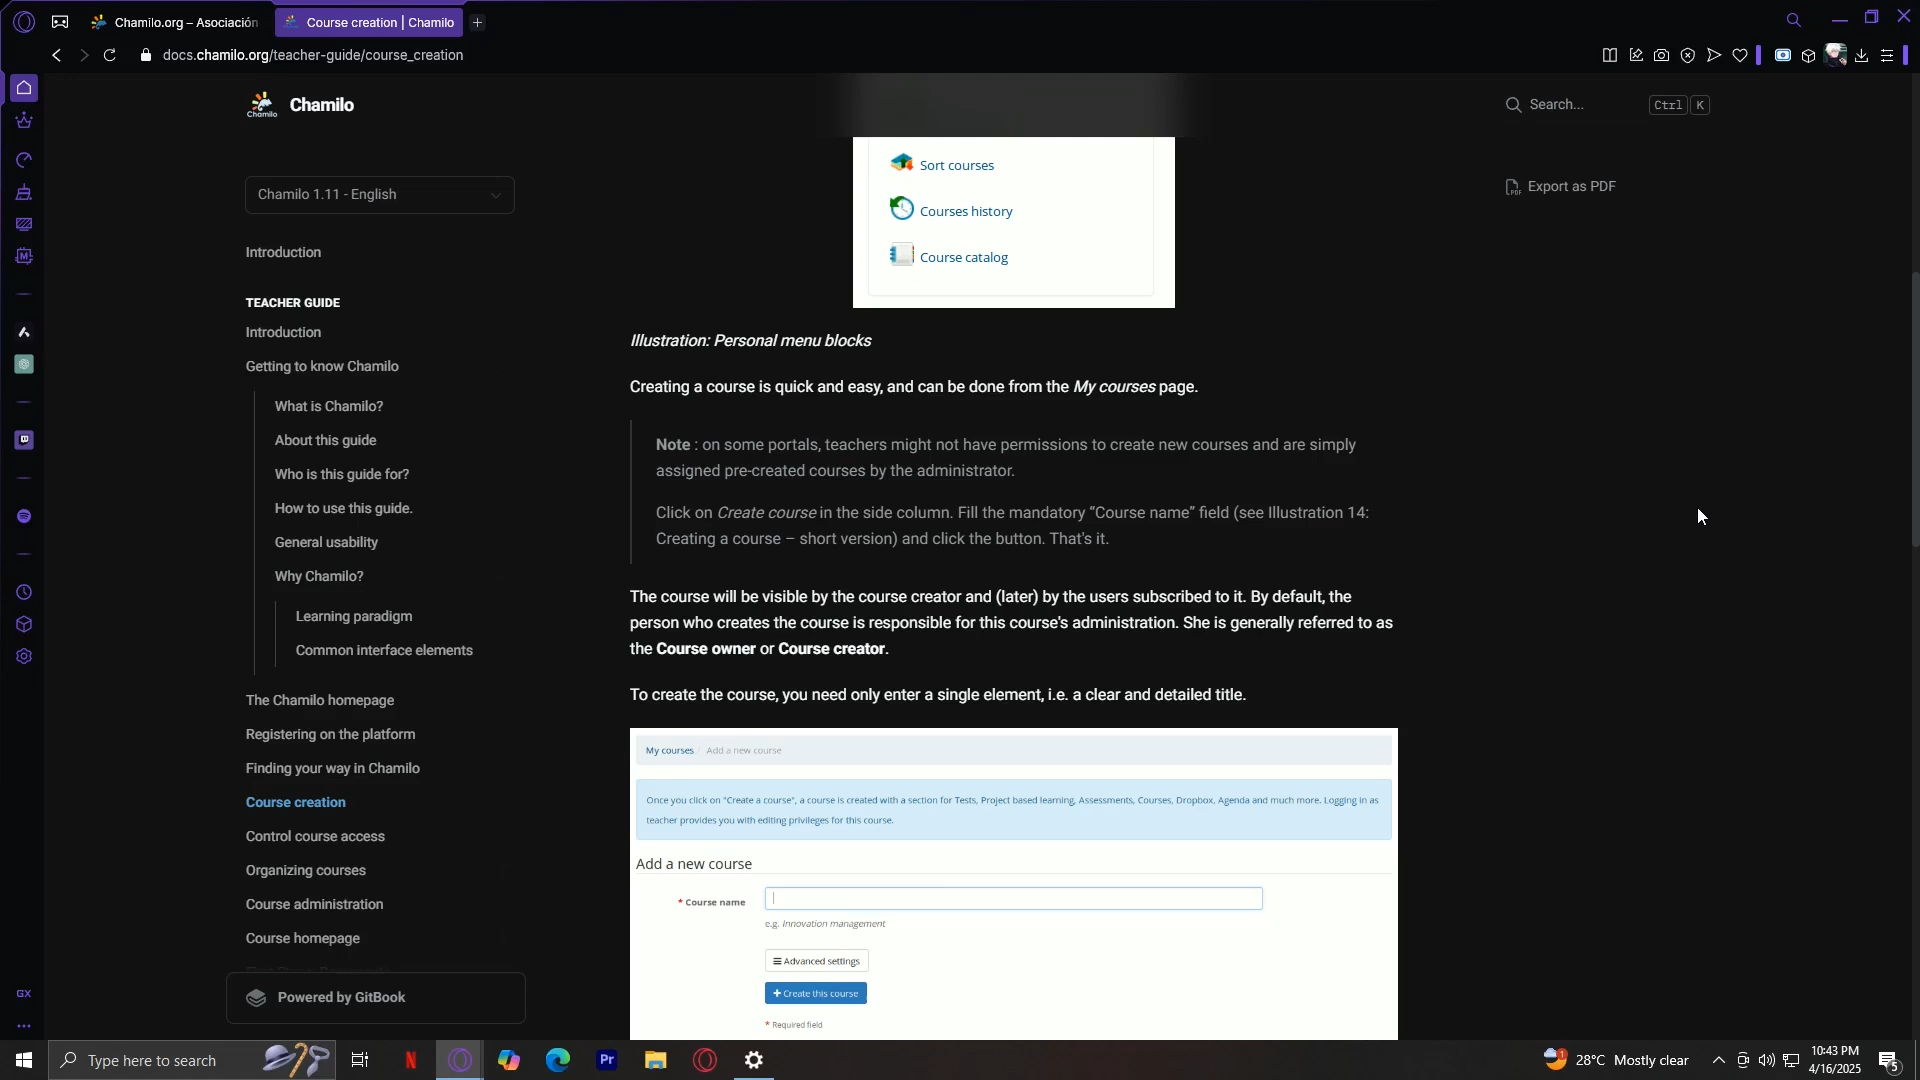 Chamilo.org – Asociación
Course creation | Chamilo
docs.chamilo.org/teacher-guide/course_creation
Chamilo
Chamilo
Search...
Ctrl K
Chamilo 1.11 - English
Export as PDF
Introduction
TEACHER GUIDE
Introduction
Getting to know Chamilo
What is Chamilo?
About this guide
Who is this guide for?
How to use this guide.
General usability
Why Chamilo?
Learning paradigm
Common interface elements
The Chamilo homepage
Registering on the platform
Finding your way in Chamilo
Course creation
Control course access
Organizing courses
Course administration
Course homepage
Powered by GitBook
Sort courses
Courses history
Course catalog
Illustration: Personal menu blocks
Creating a course is quick and easy, and can be done from the My courses page.
Note : on some portals, teachers might not have permissions to create new courses and are simply
assigned pre-created courses by the administrator.
Click on Create course in the side column. Fill the mandatory “Course name” field (see Illustration 14:
Creating a course – short version) and click the button. That's it.
The course will be visible by the course creator and (later) by the users subscribed to it. By default, the
person who creates the course is responsible for this course's administration. She is generally referred to as
the Course owner or Course creator.
To create the course, you need only enter a single element, i.e. a clear and detailed title.
My courses / Add a new course
Once you click on "Create a course", a course is created with a section for Tests, Project based learning, Assessments, Courses, Dropbox, Agenda and much more. Logging in as
teacher provides you with editing privileges for this course.
Add a new course
* Course name
e.g. Innovation management
Advanced settings
+ Create this course
* Required field
GX
Type here to search
Pr
1
28°C Mostly clear
10:43 PM
4/16/2025
5